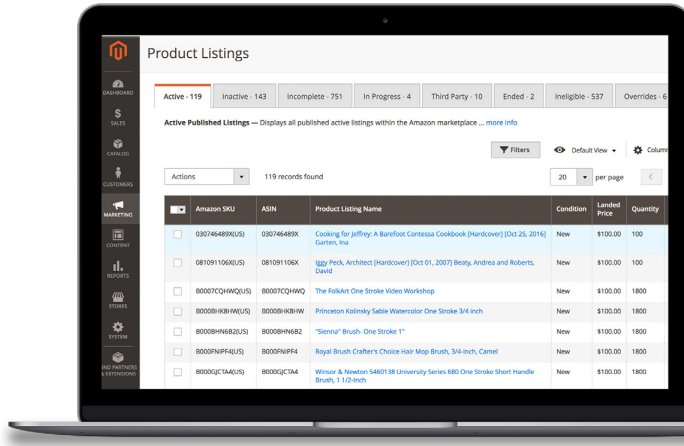 Product Listings
DASHBOARD
SALES
CATALOG
CUSTOMERS
MARKETING
CONTENT
REPORTS
STORES
SYSTEM
FIND PARTNERS
& EXTENSIONS
Active - 119
Inactive - 143
Incomplete - 751
In Progress - 4
Third Party - 10
Ended - 2
Ineligible - 537
Overrides - 6
Active Published Listings — Displays all published active listings within the Amazon marketplace ... more info
Filters
Default View
Column
Actions
119 records found
20
per page
Amazon SKU ASIN Product Listing Name Condition Landed Price Quantity
030746489X(US) 030746489X Cooking for Jeffrey: A Barefoot Contessa Cookbook [Hardcover] [Oct 25, 2016] New $100.00 100
Garten, Ina
081091106X(US) 081091106X Iggy Peck, Architect [Hardcover] [Oct 01, 2007] Beaty, Andrea and Roberts, New $100.00 100
David
B0007CQHWQ(US) B0007CQHWQ The FolkArt One Stroke Video Workshop New $100.00 1800
B000BHKBHW(US) B000BHKBHW Princeton Kolinsky Sable Watercolor One Stroke 3/4 Inch New $100.00 1800
B000BHN6B2(US) B000BHN6B2 "Sienna" Brush- One Stroke 1" New $100.00 1800
B000FNIPF4(US) B000FNIPF4 Royal Brush Crafter's Choice Hair Mop Brush, 3/4-Inch, Camel New $100.00 1800
B000GJCTA4(US) B000GJCTA4 Winsor & Newton 5460138 University Series 680 One Stroke Short Handle New $100.00 1800
Brush, 1 1/2-Inch